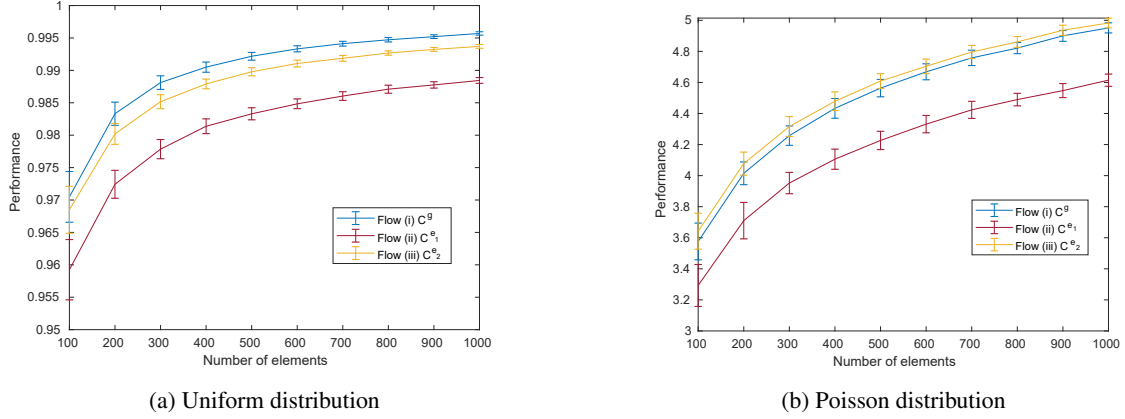 1
0.995
0.99
0.985
0.98
0.975
0.97
0.965
0.96
0.955
0.95
Performance
Flow (i) C^g
Flow (ii) C^e_1
Flow (iii) C^e_2
100 200 300 400 500 600 700 800 900 1000
Number of elements
(a) Uniform distribution
5
4.8
4.6
4.4
4.2
4
3.8
3.6
3.4
3.2
3
Performance
Flow (i) C^g
Flow (ii) C^e_1
Flow (iii) C^e_2
100 200 300 400 500 600 700 800 900 1000
Number of elements
(b) Poisson distribution